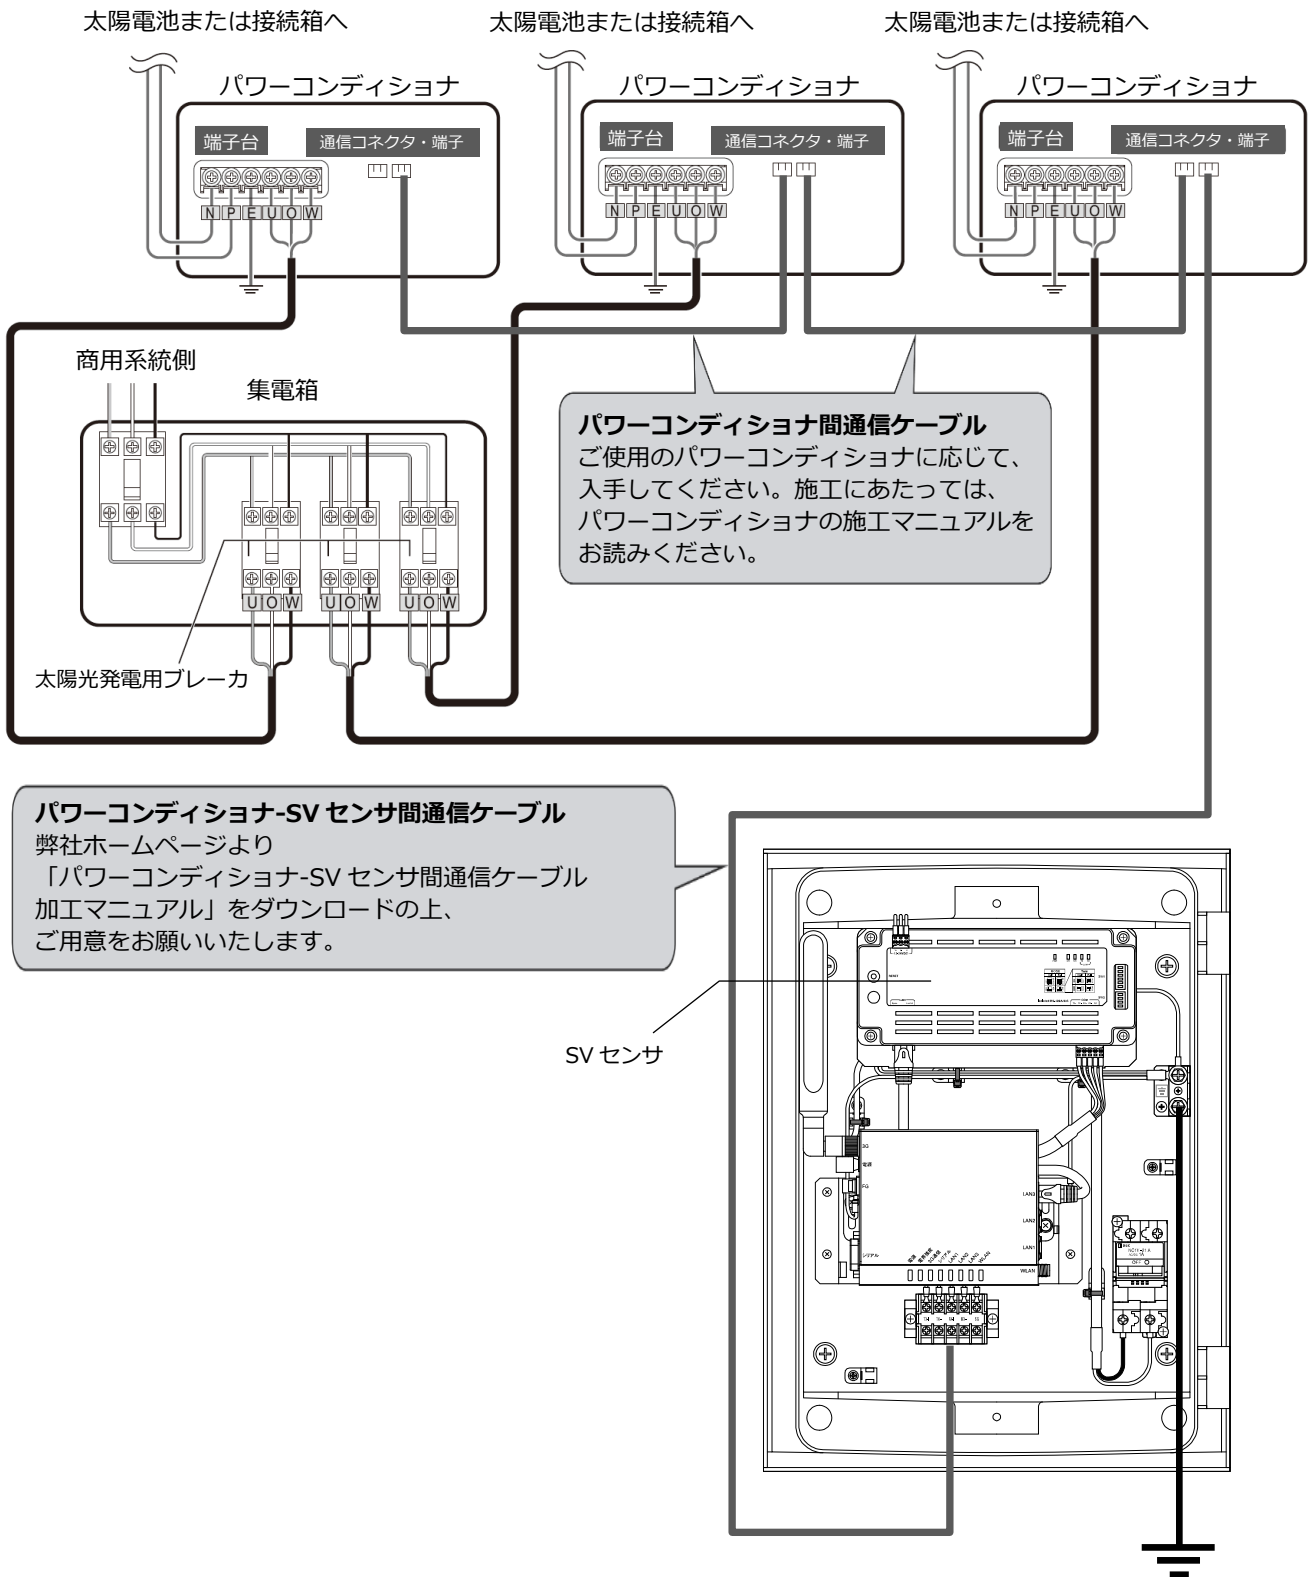 太陽電池または接続箱へ
太陽電池または接続箱へ
太陽電池または接続箱へ
パワーコンディショナ
パワーコンディショナ
パワーコンディショナ
端子台
通信コネクタ・端子
端子台
通信コネクタ・端子
端子台
通信コネクタ・端子
N P E U O W
N P E U O W
N P E U O W
商用系統側
集電箱
パワーコンディショナ間通信ケーブル
ご使用のパワーコンディショナに応じて、
入手してください。施工にあたっては、
パワーコンディショナの施工マニュアルを
お読みください。
U O W
U O W
U O W
太陽光発電用ブレーカ
パワーコンディショナ-SV センサ間通信ケーブル
弊社ホームページより
「パワーコンディショナ-SV センサ間通信ケーブル
加工マニュアル」をダウンロードの上、
ご用意をお願いいたします。
SV センサ
3G
電源
FG
シリアル
LAN3
LAN2
LAN1
WLAN
OFF